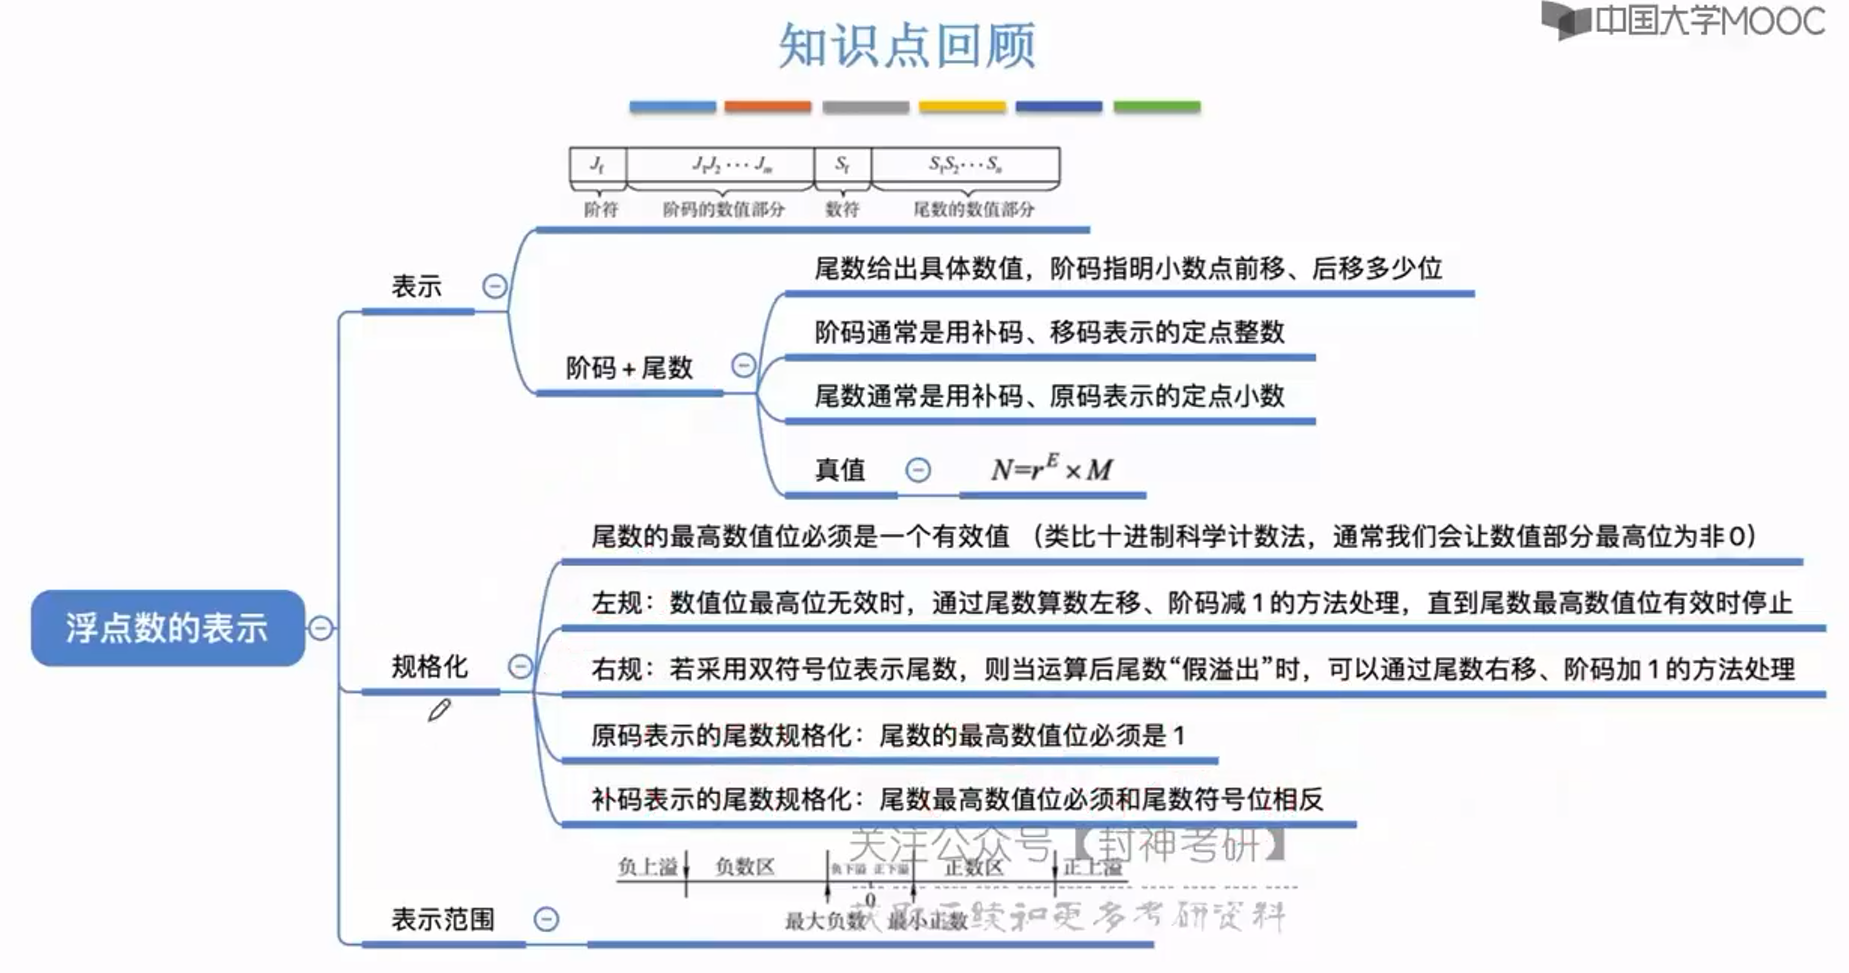 中国大学MOOC
知识点回顾
J_f J_1J_2 ··· J_m S_f S_1S_2 ··· S_n
阶符 阶码的数值部分 数符 尾数的数值部分
表示
尾数给出具体数值，阶码指明小数点前移、后移多少位
阶码通常是用补码、移码表示的定点整数
阶码+尾数
尾数通常是用补码、原码表示的定点小数
真值 N=r^E×M
尾数的最高数值位必须是一个有效值 （类比十进制科学计数法，通常我们会让数值部分最高位为非0）
左规：数值位最高位无效时，通过尾数算数左移、阶码减1的方法处理，直到尾数最高数值位有效时停止
浮点数的表示
规格化
右规：若采用双符号位表示尾数，则当运算后尾数“假溢出”时，可以通过尾数右移、阶码加1的方法处理
原码表示的尾数规格化：尾数的最高数值位必须是1
补码表示的尾数规格化：尾数最高数值位必须和尾数符号位相反
关注公众号【封神考研】
负上溢 负数区 负下溢 正下溢 正数区 正上溢
0
表示范围
最大负数 最小正数
获取后续和更多考研资料